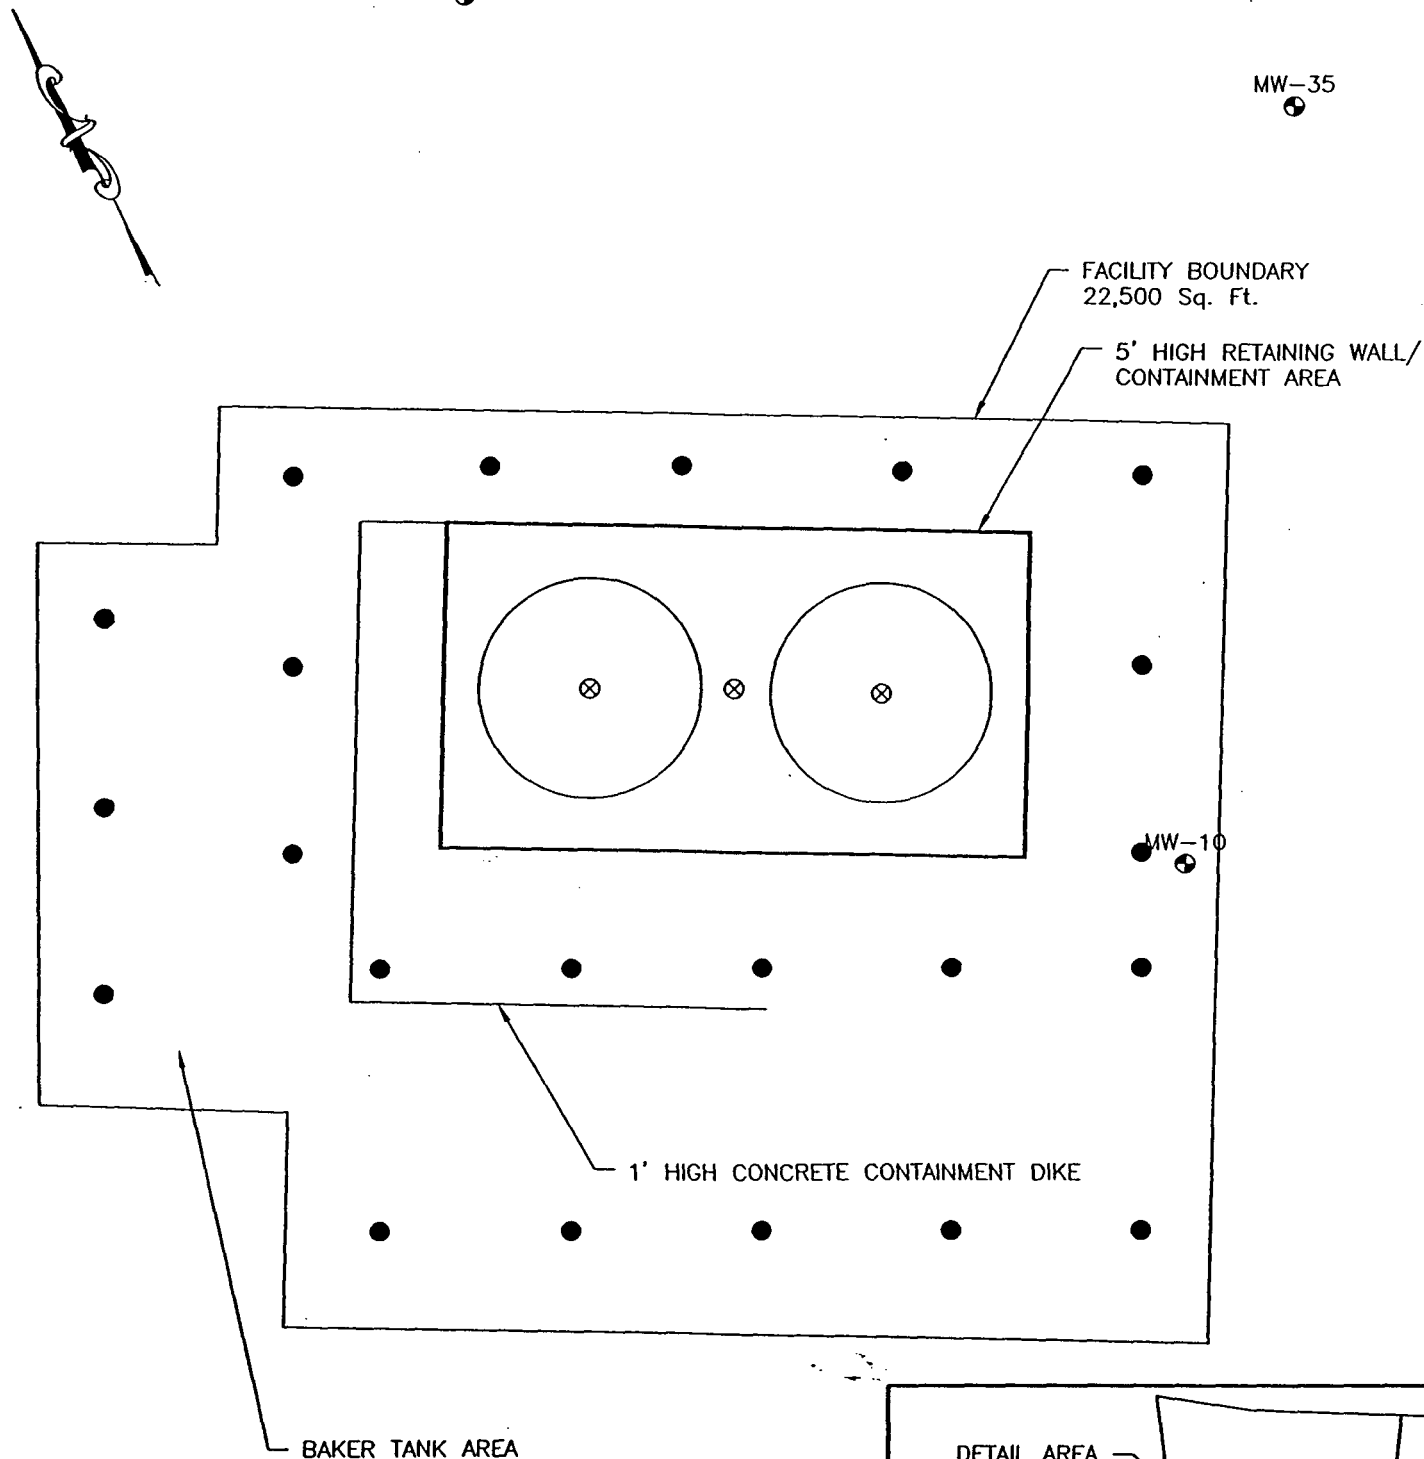 MW-35
FACILITY BOUNDARY
22,500 Sq. Ft.
5' HIGH RETAINING WALL/
CONTAINMENT AREA
MW-10
1' HIGH CONCRETE CONTAINMENT DIKE
BAKER TANK AREA
DETAIL AREA